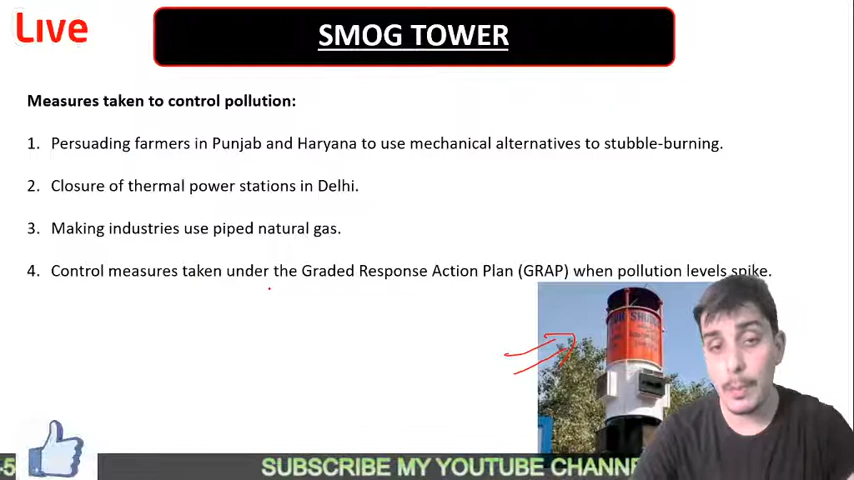 Live
SMOG TOWER
Measures taken to control pollution:
1. Persuading farmers in Punjab and Haryana to use mechanical alternatives to stubble-burning.
2. Closure of thermal power stations in Delhi.
3. Making industries use piped natural gas.
4. Control measures taken under the Graded Response Action Plan (GRAP) when pollution levels spike.
-5
SUBSCRIBE MY YOUTUBE CHANNE